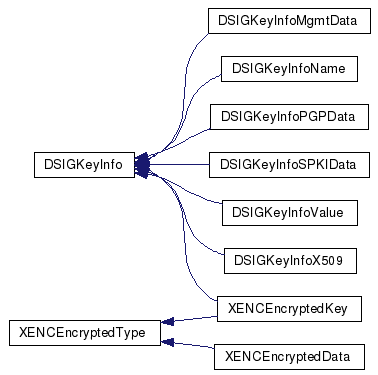 DSIGKeyInfoMgmtData
DSIGKeyInfoName
DSIGKeyInfoPGPData
DSIGKeyInfo
DSIGKeyInfoSPKIData
DSIGKeyInfoValue
DSIGKeyInfoX509
XENCEncryptedKey
XENCEncryptedType
XENCEncryptedData